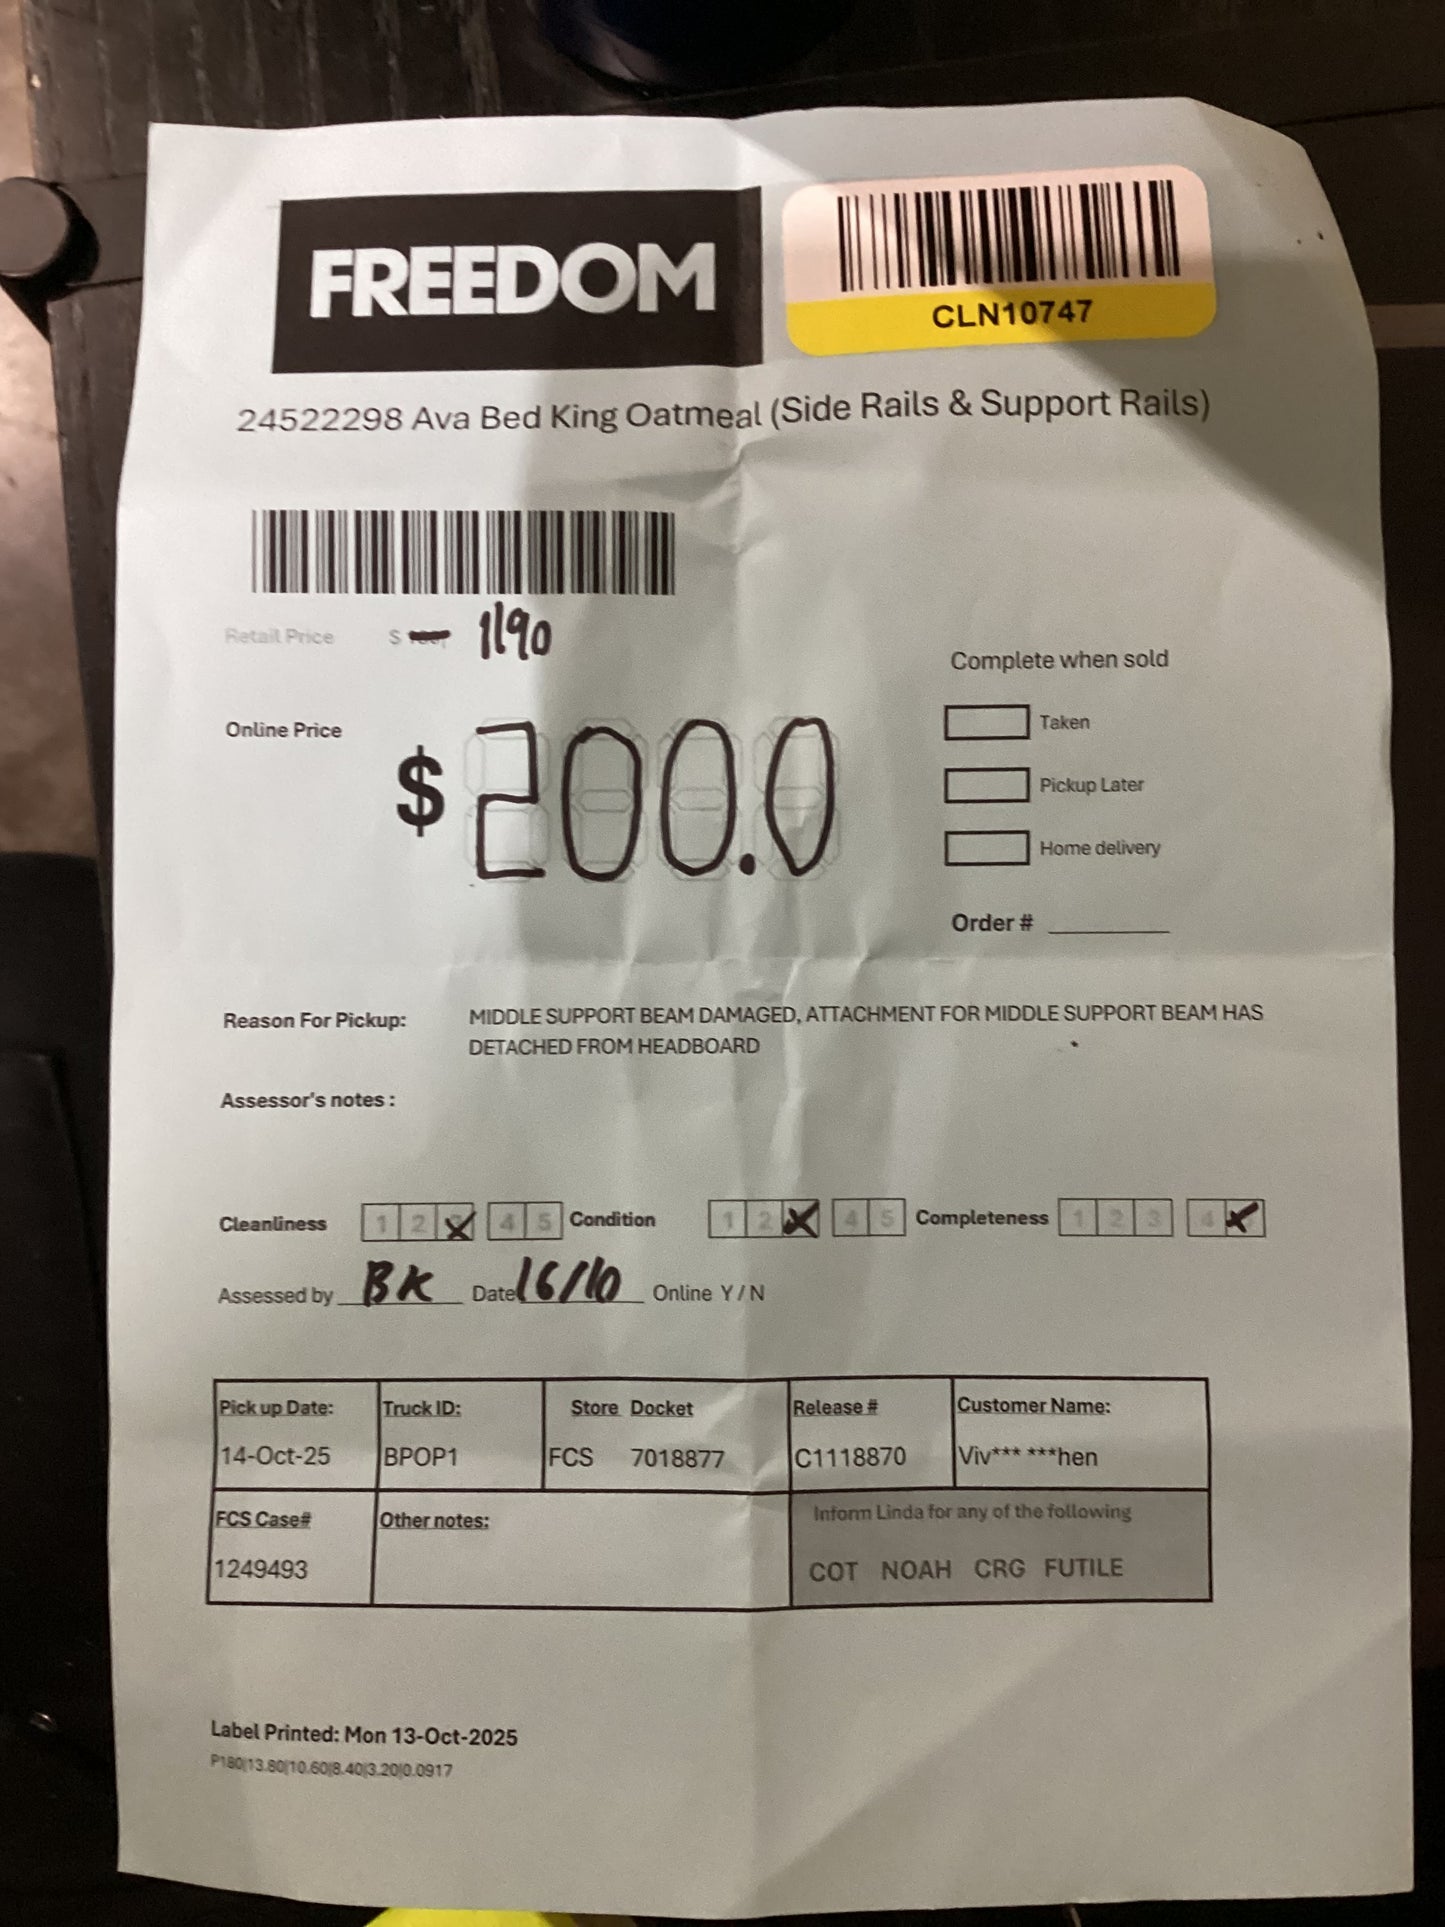 FREEDOM
CLN10747
24522298 Ava Bed King Oatmeal (Side Rails & Support Rails)
Retail Price $ 1190
Online Price $ 200.0
Complete when sold
Taken
Pickup Later
Home delivery
Order #
Reason For Pickup: MIDDLE SUPPORT BEAM DAMAGED, ATTACHMENT FOR MIDDLE SUPPORT BEAM HAS
DETACHED FROM HEADBOARD
Assessor's notes :
Cleanliness 1 2 4 5 Condition 1 2 4 5 Completeness 1 2 3 4
Assessed by BK Date 16/10 Online Y / N
Pick up Date: Truck ID: Store Docket Release # Customer Name:
14-Oct-25 BPOP1 FCS 7018877 C1118870 Viv*** ***hen
FCS Case# Other notes: Inform Linda for any of the following
1249493 COT NOAH CRG FUTILE
Label Printed: Mon 13-Oct-2025
P180|13.80|10.60|8.40|3.20|0.0917